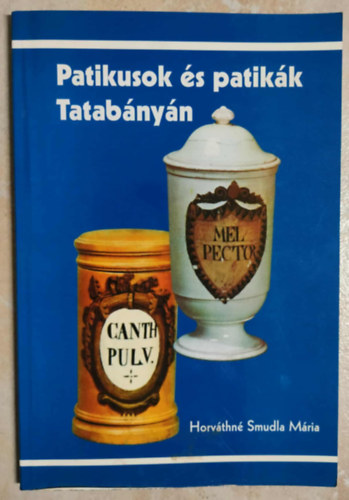 Patikusok és patikák
Tatabányán
MEL
PECTO
CANTH
PULV.
Horváthné Smudla Mária